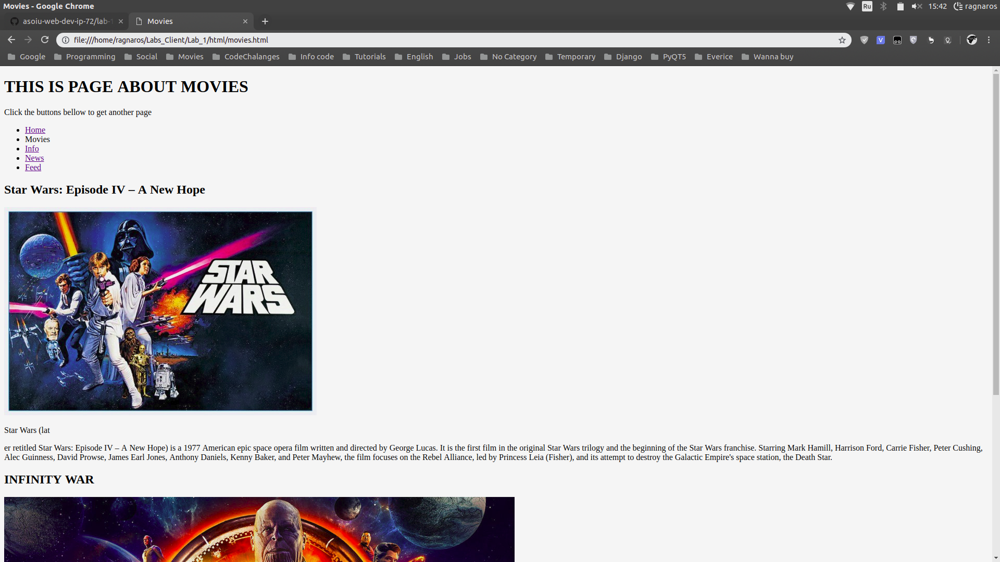 Movies - Google Chrome
Ru
15:42
ragnaros
asoiu-web-dev-ip-72/lab-
Movies
file:///home/ragnaros/Labs_Client/Lab_1/html/movies.html
V
Google Programming Social Movies CodeChalanges Info code Tutorials English Jobs No Category Temporary Django PyQT5 Everice Wanna buy
THIS IS PAGE ABOUT MOVIES
Click the buttons bellow to get another page
Home
Movies
Info
News
Feed
Star Wars: Episode IV – A New Hope
STAR
WARS
Star Wars (lat
er retitled Star Wars: Episode IV – A New Hope) is a 1977 American epic space opera film written and directed by George Lucas. It is the first film in the original Star Wars trilogy and the beginning of the Star Wars franchise. Starring Mark Hamill, Harrison Ford, Carrie Fisher, Peter Cushing,
Alec Guinness, David Prowse, James Earl Jones, Anthony Daniels, Kenny Baker, and Peter Mayhew, the film focuses on the Rebel Alliance, led by Princess Leia (Fisher), and its attempt to destroy the Galactic Empire's space station, the Death Star.
INFINITY WAR